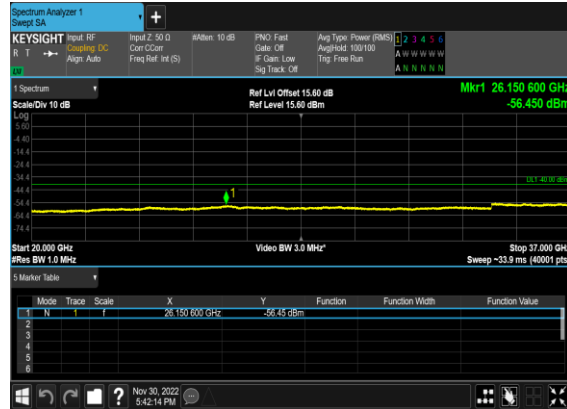 Spectrum Analyzer 1
Swept SA
+
KEYSIGHT Input: RF Input Z: 50 Ω #Atten: 10 dB PNO: Fast Avg Type: Power (RMS) 1 2 3 4 5 6
R T Coupling: DC Corr CCorr Gate: Off Avg|Hold: 100/100 A W W W W W
Align: Auto Freq Ref: Int (S) IF Gain: Low Trig: Free Run
Sig Track: Off A N N N N N
1 Spectrum Ref Lvl Offset 15.60 dB Mkr1 26.150 600 GHz
Scale/Div 10 dB Ref Level 15.60 dBm -56.450 dBm
Log
5.60
-4.40
-14.4
-24.4
DL1 -40.00 dBm
-34.4
-44.4
1
-54.4
-64.4
-74.4
Start 20.000 GHz Video BW 3.0 MHz* Stop 37.000 GHz
#Res BW 1.0 MHz Sweep ~33.9 ms (40001 pts)
5 Marker Table
Mode Trace Scale X Y Function Function Width Function Value
1 N 1 f 26.150 600 GHz -56.45 dBm
2
3
4
5
6
? Nov 30, 2022
5:42:14 PM